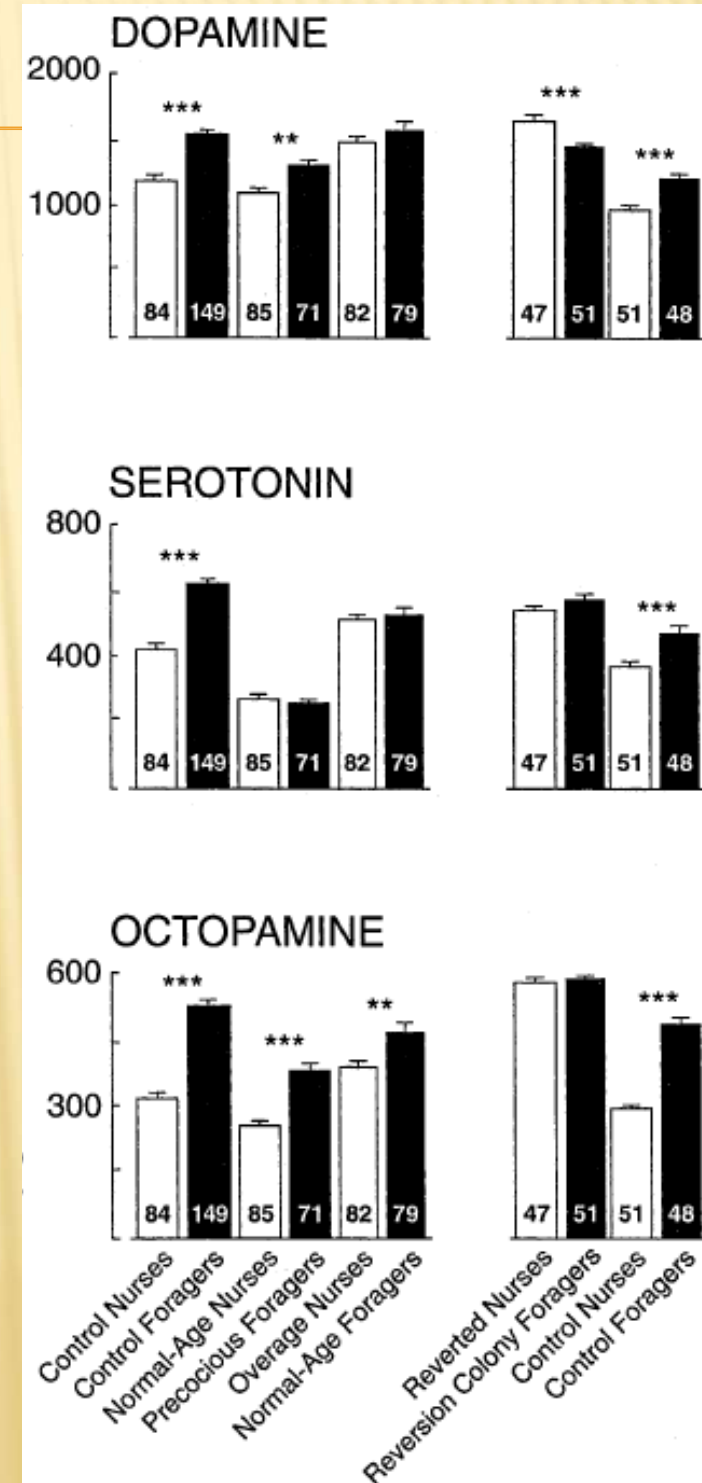 DOPAMINE
2000
1000
***
**
***
***
84 149 85 71 82 79
47 51 51 48
SEROTONIN
800
400
***
***
84 149 85 71 82 79
47 51 51 48
OCTOPAMINE
600
300
***
***
**
***
84 149 85 71 82 79
47 51 51 48
Control Nurses
Control Foragers
Normal-Age Nurses
Precocious Foragers
Overage Nurses
Normal-Age Foragers
Reverted Nurses
Reversion Colony Foragers
Control Nurses
Control Foragers